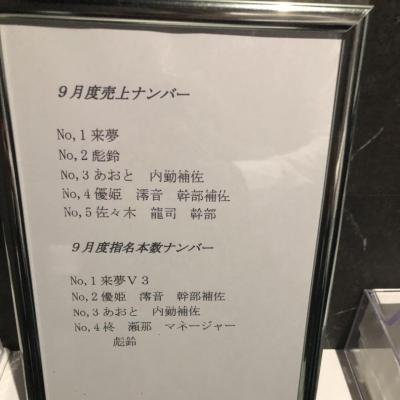 9月度売上ナンバー
No,1来夢
No,2彪鈴
No,3あおと　内勤補佐
No,4優姫　澪音　幹部補佐
No,5佐々木　龍司　幹部
9月度指名本数ナンバー
No,1来夢V3
No,2優姫　澪音　幹部補佐
No,3あおと　内勤補佐
No,4柊　瀬那　マネージャー
彪鈴